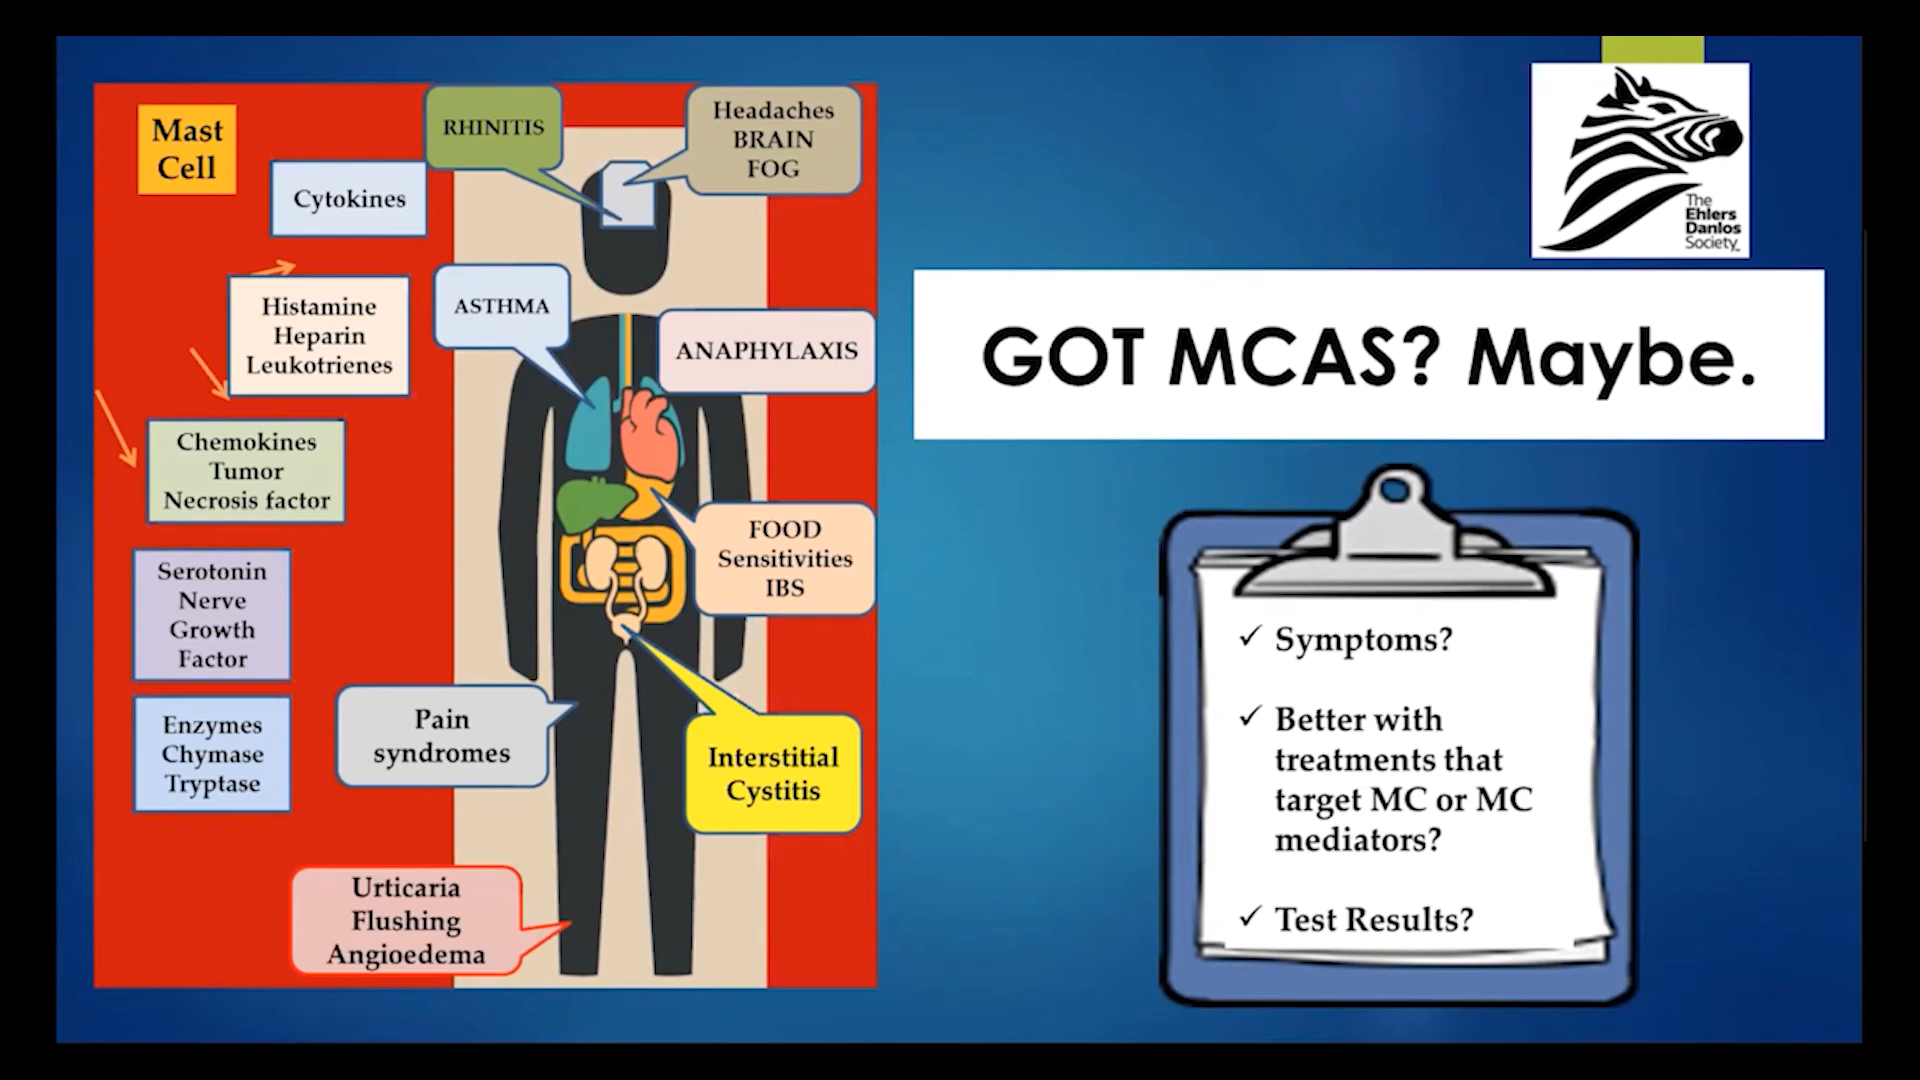 Mast
Cell
Cytokines
Histamine
Heparin
Leukotrienes
Chemokines
Tumor
Necrosis factor
Serotonin
Nerve
Growth
Factor
Enzymes
Chymase
Tryptase
RHINITIS
Headaches
BRAIN
FOG
ASTHMA
ANAPHYLAXIS
FOOD
Sensitivities
IBS
Pain
syndromes
Interstitial
Cystitis
Urticaria
Flushing
Angioedema
The
Ehlers
Danlos
Society™
GOT MCAS? Maybe.
✓ Symptoms?
✓ Better with
treatments that
target MC or MC
mediators?
✓ Test Results?